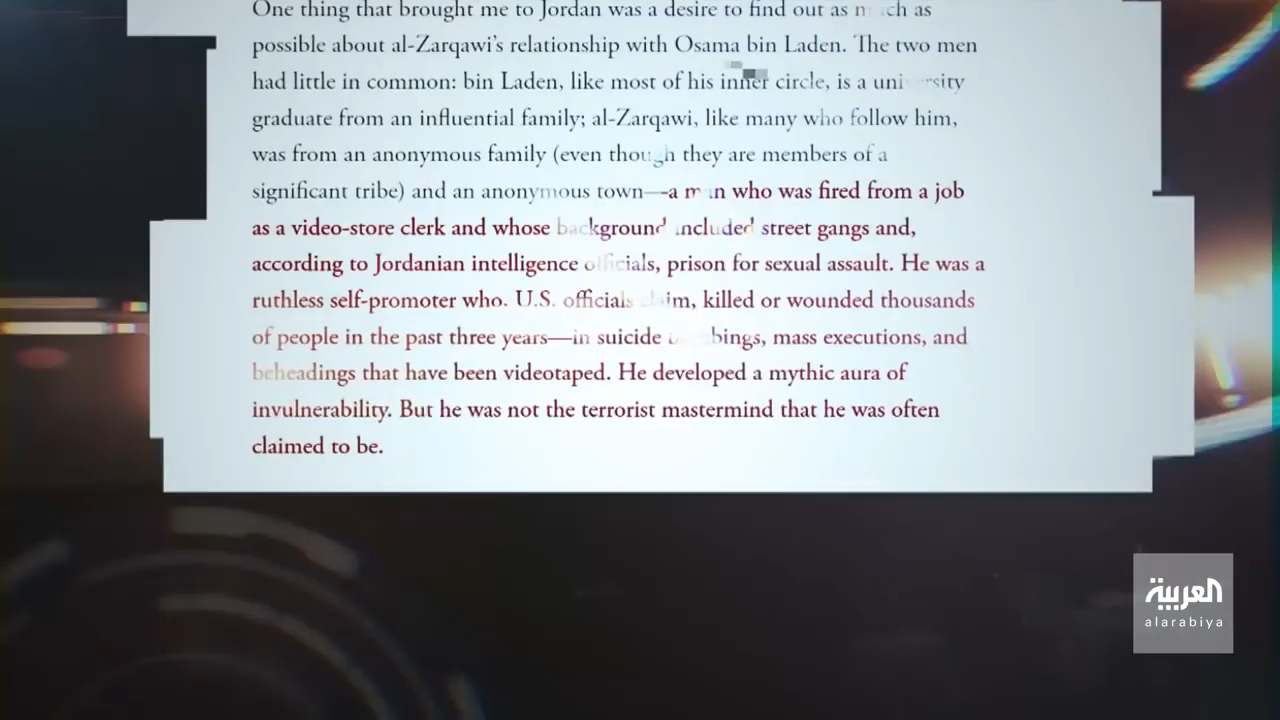 One thing that brought me to Jordan was a desire to find out as much as
possible about al-Zarqawi's relationship with Osama bin Laden. The two men
had little in common: bin Laden, like most of his inner circle, is a university
graduate from an influential family; al-Zarqawi, like many who follow him,
was from an anonymous family (even though they are members of a
significant tribe) and an anonymous town—a man who was fired from a job
as a video-store clerk and whose background included street gangs and,
according to Jordanian intelligence officials, prison for sexual assault. He was a
ruthless self-promoter who. U.S. officials claim, killed or wounded thousands
of people in the past three years—in suicide bombings, mass executions, and
beheadings that have been videotaped. He developed a mythic aura of
invulnerability. But he was not the terrorist mastermind that he was often
claimed to be.
العربية
alarabiya